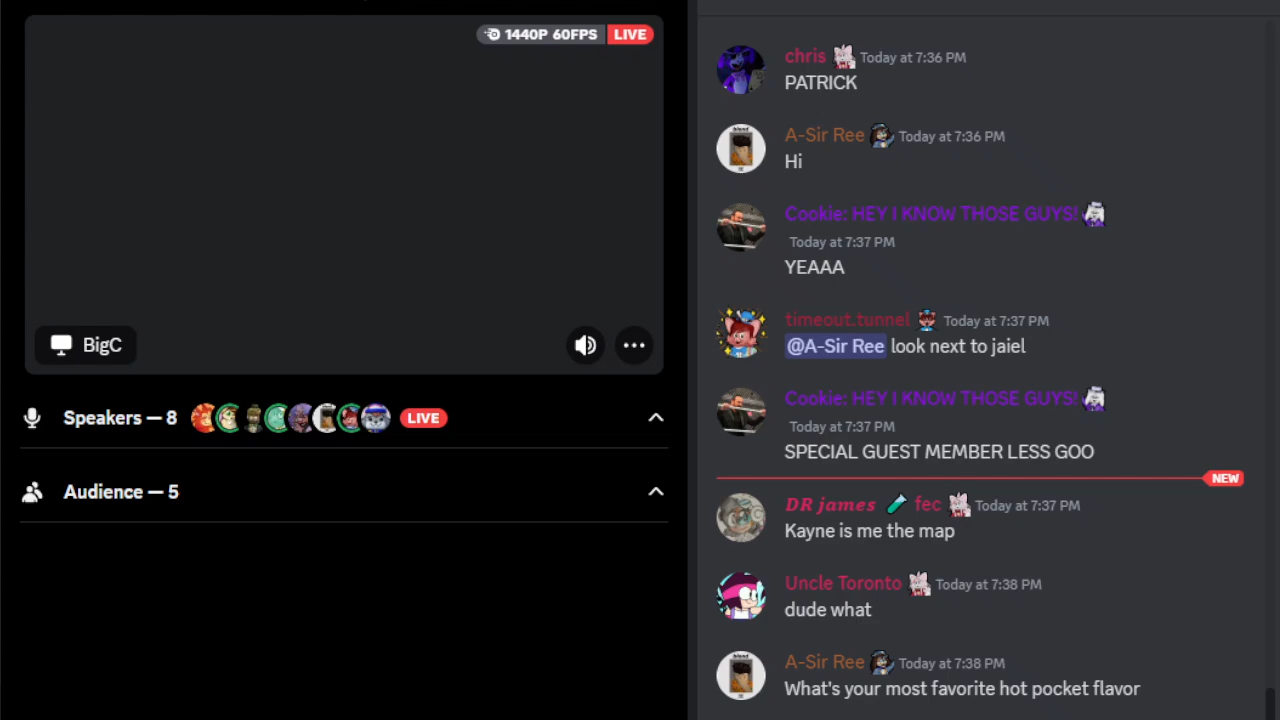 1440P 60FPS LIVE
BigC
Speakers — 8 LIVE
Audience — 5
chris Today at 7:36 PM
PATRICK
A-Sir Ree Today at 7:36 PM
Hi
Cookie: HEY I KNOW THOSE GUYS!
Today at 7:37 PM
YEAAA
timeout.tunnel Today at 7:37 PM
@A-Sir Ree look next to jaiel
Cookie: HEY I KNOW THOSE GUYS!
Today at 7:37 PM
SPECIAL GUEST MEMBER LESS GOO
NEW
DR james fec Today at 7:37 PM
Kayne is me the map
Uncle Toronto Today at 7:38 PM
dude what
A-Sir Ree Today at 7:38 PM
What's your most favorite hot pocket flavor